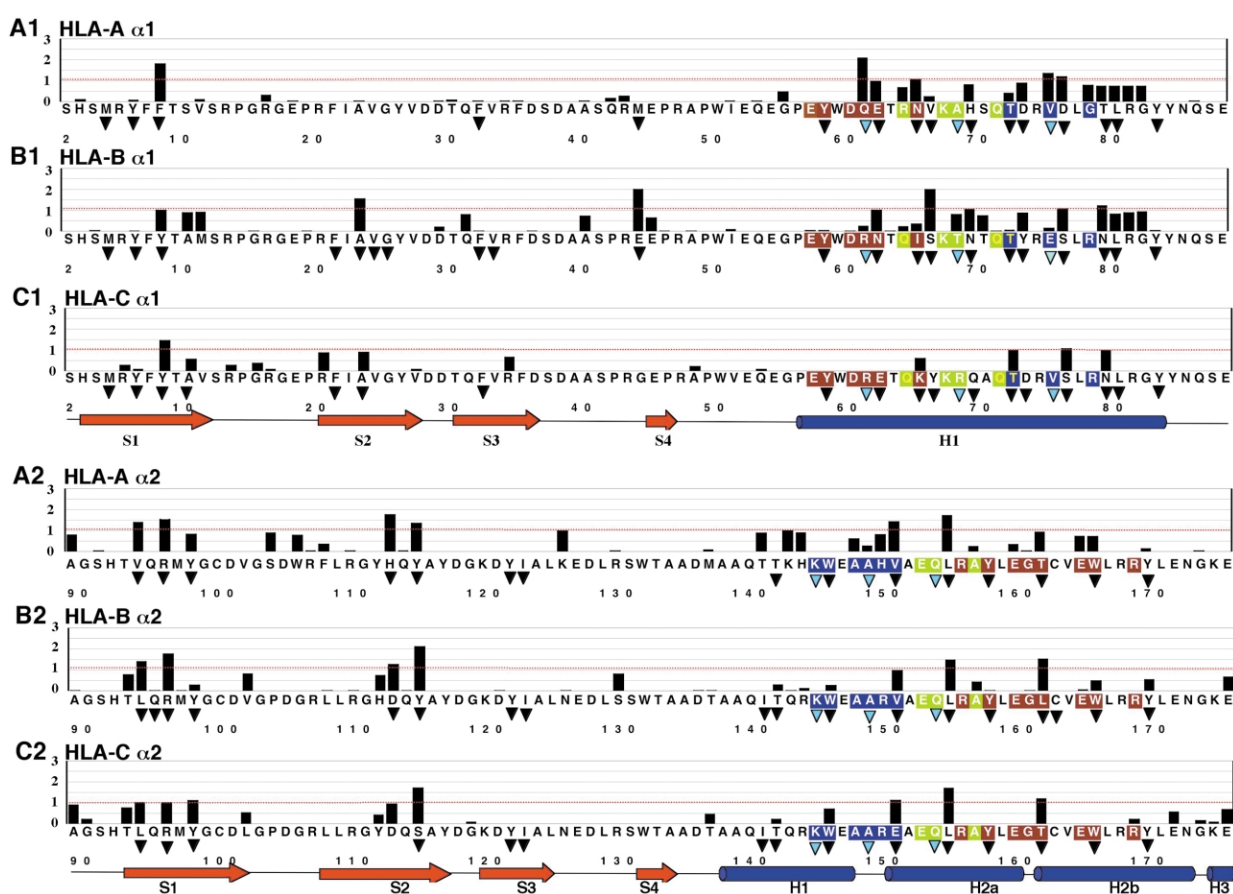 A1 HLA-A α1
3
2
1
0
SHSMRYFFTSVSRPGRGEPRFIAVGYVDDTQFVRFDSDAASQRMEPRAPWIEQEGPEYWDQETRNVKAHSQTDRVDLGTLRGYYNQSE
2 10 20 30 40 50 60 70 80
B1 HLA-B α1
3
2
1
0
SHSMRYFYTAMSRPGRGEPRFIAVGYVDDTQFVRFDSDAASPREEPRAPWIEQEGPEYWDRNTQISKTNTQTYRESLRNLRGYYNQSE
2 10 20 30 40 50 60 70 80
C1 HLA-C α1
3
2
1
0
SHSMRYFYTAVSRPGRGEPRFIAVGYVDDTQFVRFDSDAASPRGEPRAPWVEQEGPEYWDRETQKYKRQAQTDRVSLRNLRGYYNQSE
2 10 20 30 40 50 60 70 80
S1 S2 S3 S4 H1
A2 HLA-A α2
3
2
1
0
AGSHTVQRMYGCDVGSDWRFLRGYHQYAYDGKDYIALKEDLRSWTAADMAAQTTKHKWEAAHVAEQLRAYLEGTCVEWLRRYLENGKE
90 100 110 120 130 140 150 160 170
B2 HLA-B α2
3
2
1
0
AGSHTLQRMYGCDVGPDGRLLRGHDQYAYDGKDYIALNEDLSSWTAADTAAQITQRKWEAARVAEQLRAYLEGLCVEWLRRYLENGKE
90 100 110 120 130 140 150 160 170
C2 HLA-C α2
3
2
1
0
AGSHTLQRMYGCDLGPDGRLLRGYDQSAYDGKDYIALNEDLRSWTAADTAAQITQRKWEAAREAEQLRAYLEGTCVEWLRRYLENGKE
90 100 110 120 130 140 150 160 170
S1 S2 S3 S4 H1 H2a H2b H3